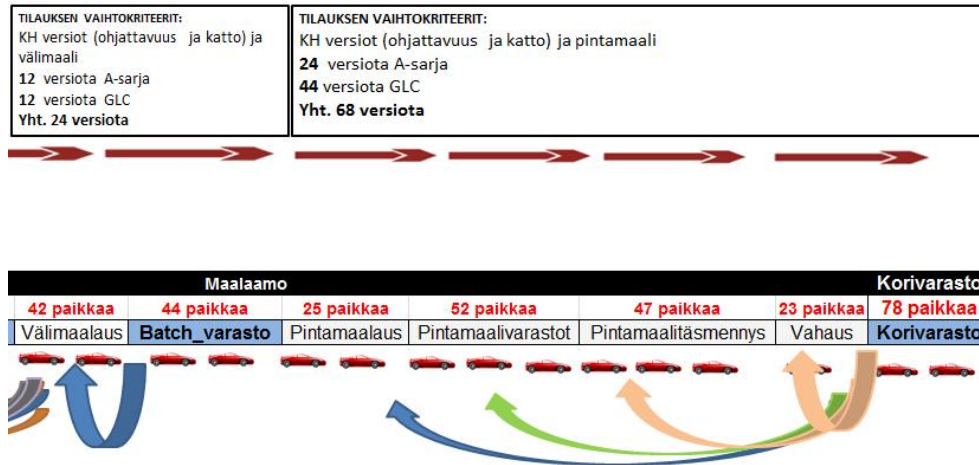 TILAUKSEN VAIHTOKRITEERIT:
KH versiot (ohjattavuus ja katto) ja
välimaali
12 versiota A-sarja
12 versiota GLC
Yht. 24 versiota
TILAUKSEN VAIHTOKRITEERIT:
KH versiot (ohjattavuus ja katto) ja pintamaali
24 versiota A-sarja
44 versiota GLC
Yht. 68 versiota
Maalaamo Korivarasto
42 paikkaa 44 paikkaa 25 paikkaa 52 paikkaa 47 paikkaa 23 paikkaa 78 paikkaa
Välimaalaus Batch_varasto Pintamaalaus Pintamaalivarastot Pintamaalitäsmennys Vahaus Korivarasto